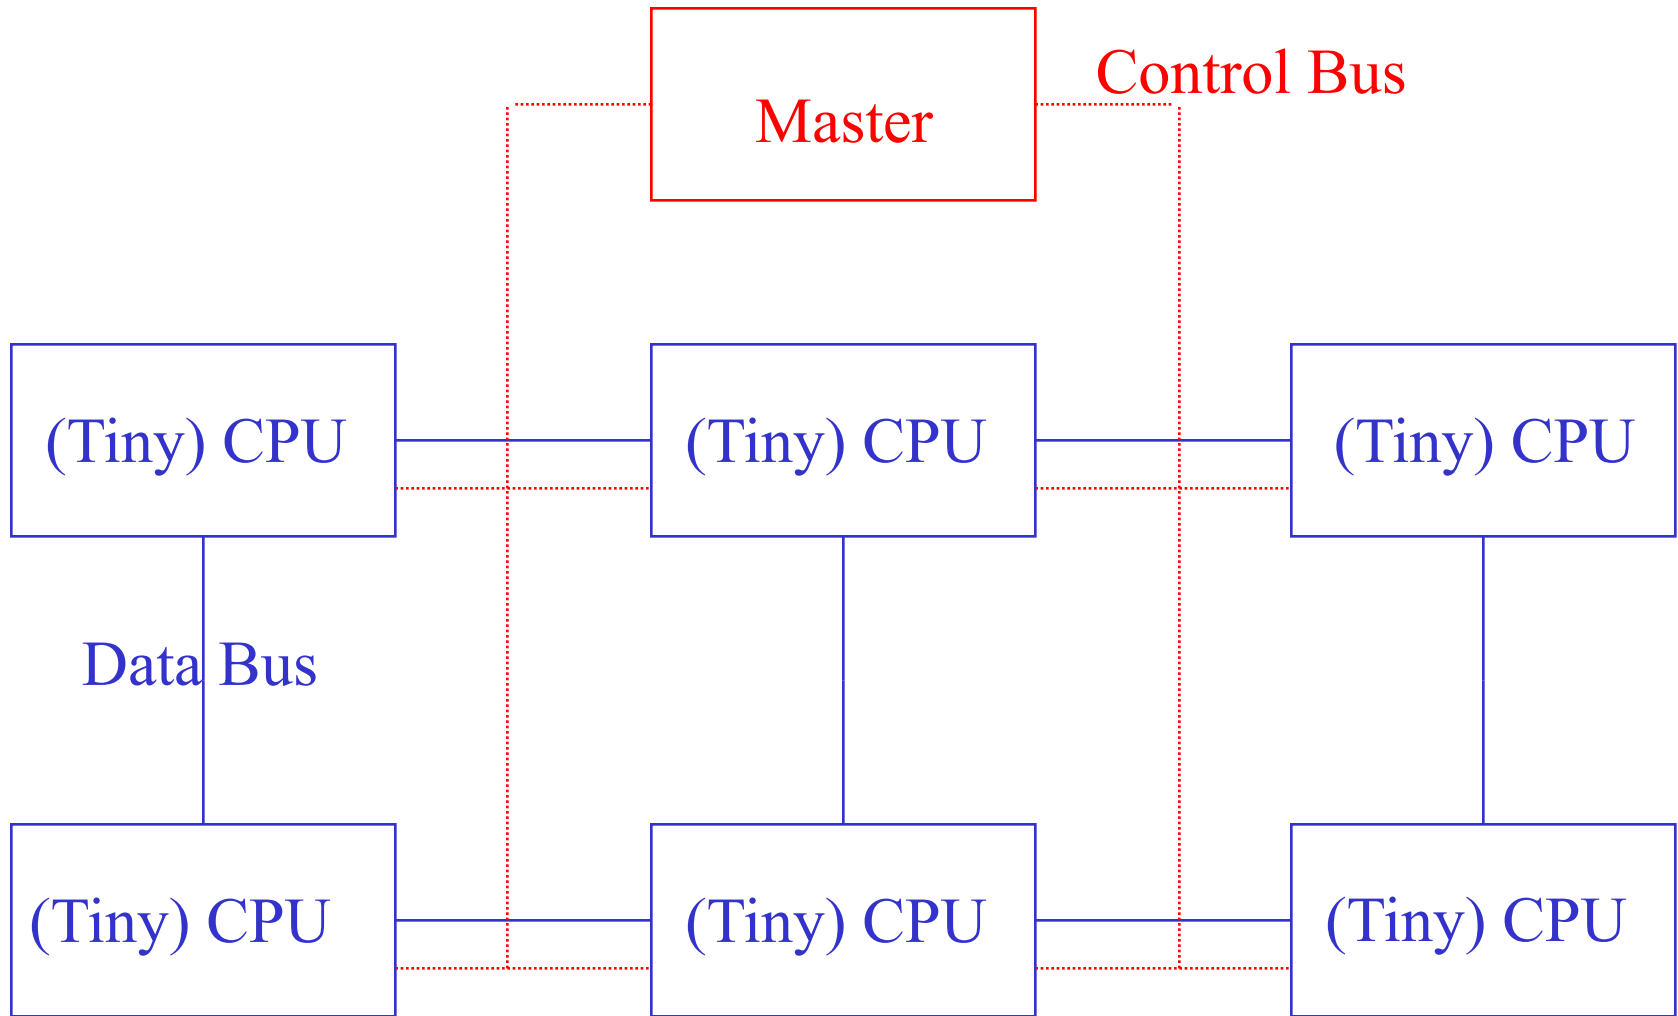 Control Bus
Master
(Tiny) CPU
(Tiny) CPU
(Tiny) CPU
Data Bus
(Tiny) CPU
(Tiny) CPU
(Tiny) CPU